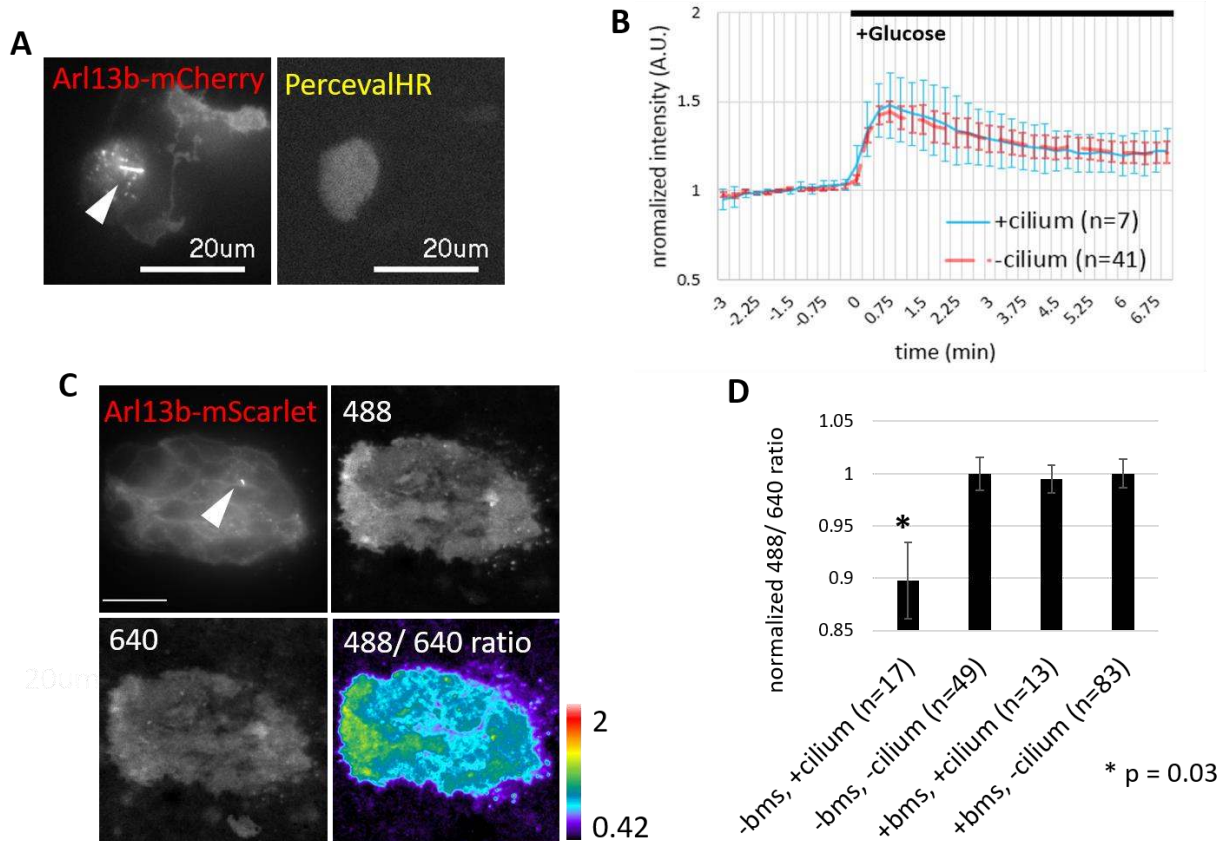 A
Arl13b-mCherry
20um
PercevalHR
20um
B
nromalized intensity (A.U.)
2
1.5
1
0.5
+Glucose
+cilium (n=7)
-cilium (n=41)
-3
-2.25
-1.5
-0.75
0
0.75
1.5
2.25
3
3.75
4.5
5.25
6
6.75
time (min)
C
Arl13b-mScarlet
488
20um
640
488/ 640 ratio
2
0.42
D
normalized 488/ 640 ratio
1.05
1
0.95
0.9
0.85
*
-bms, +cilium (n=17)
-bms, -cilium (n=49)
+bms, +cilium (n=13)
+bms, -cilium (n=83)
* p = 0.03